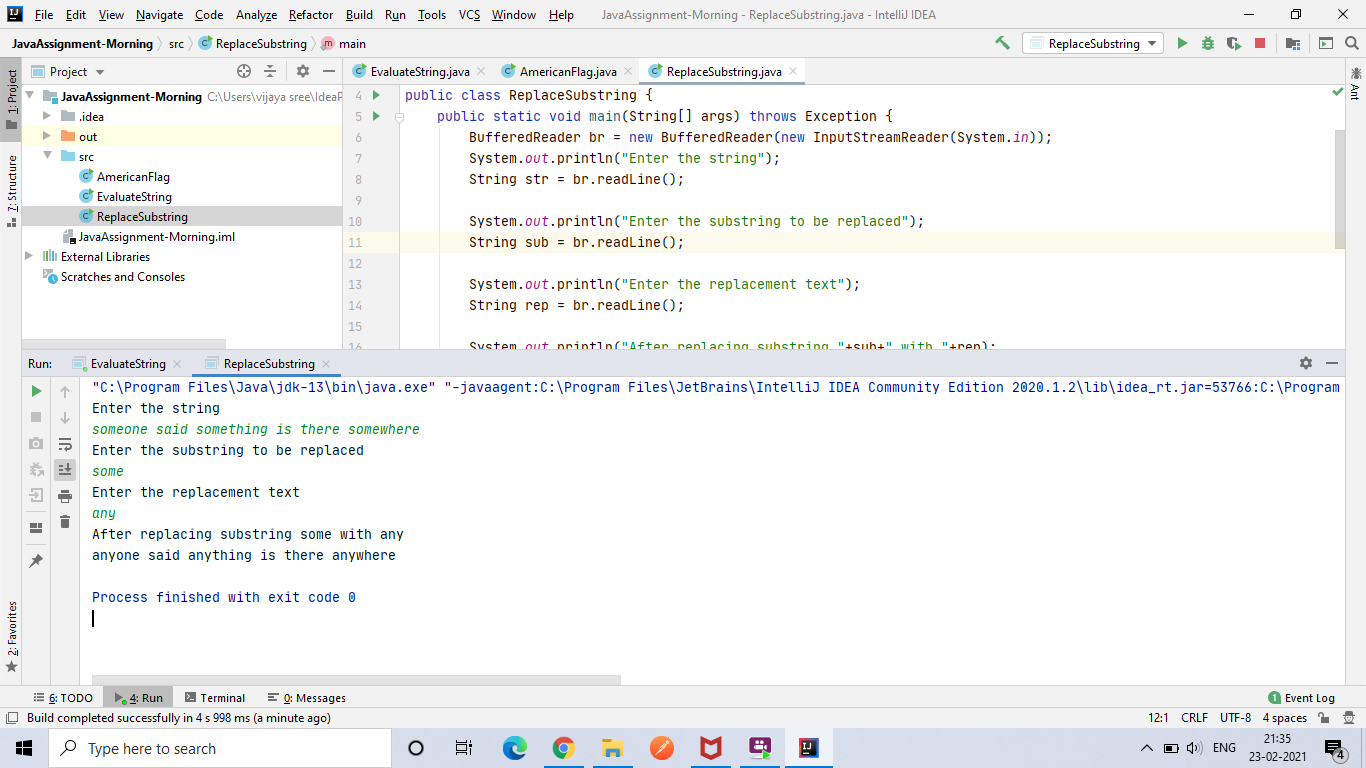 File Edit View Navigate Code Analyze Refactor Build Run Tools VCS Window Help JavaAssignment-Morning - ReplaceSubstring.java - IntelliJ IDEA
JavaAssignment-Morning src ReplaceSubstring main
ReplaceSubstring
1: Project
7: Structure
2: Favorites
Ant
Project
JavaAssignment-Morning C:\Users\vijaya sree\IdeaP
.idea
out
src
AmericanFlag
EvaluateString
ReplaceSubstring
JavaAssignment-Morning.iml
External Libraries
Scratches and Consoles
EvaluateString.java AmericanFlag.java ReplaceSubstring.java
4 public class ReplaceSubstring {
5 public static void main(String[] args) throws Exception {
6 BufferedReader br = new BufferedReader(new InputStreamReader(System.in));
7 System.out.println("Enter the string");
8 String str = br.readLine();
9
10 System.out.println("Enter the substring to be replaced");
11 String sub = br.readLine();
12
13 System.out.println("Enter the replacement text");
14 String rep = br.readLine();
15
16 System.out.println("After replacing substring "+sub+" with "+rep);
Run: EvaluateString ReplaceSubstring
"C:\Program Files\Java\jdk-13\bin\java.exe" "-javaagent:C:\Program Files\JetBrains\IntelliJ IDEA Community Edition 2020.1.2\lib\idea_rt.jar=53766:C:\Program
Enter the string
someone said something is there somewhere
Enter the substring to be replaced
some
Enter the replacement text
any
After replacing substring some with any
anyone said anything is there anywhere
Process finished with exit code 0
6: TODO 4: Run Terminal 0: Messages 1 Event Log
Build completed successfully in 4 s 998 ms (a minute ago) 12:1 CRLF UTF-8 4 spaces
Type here to search
ENG
21:35
23-02-2021
4